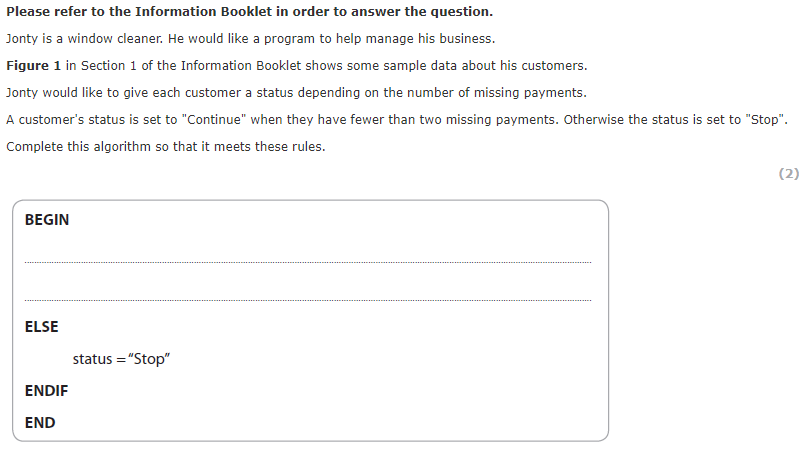 Please refer to the Information Booklet in order to answer the question.
Jonty is a window cleaner. He would like a program to help manage his business.
Figure 1 in Section 1 of the Information Booklet shows some sample data about his customers.
Jonty would like to give each customer a status depending on the number of missing payments.
A customer's status is set to "Continue" when they have fewer than two missing payments. Otherwise the status is set to "Stop".
Complete this algorithm so that it meets these rules.
(2)
BEGIN
ELSE
status = “Stop”
ENDIF
END